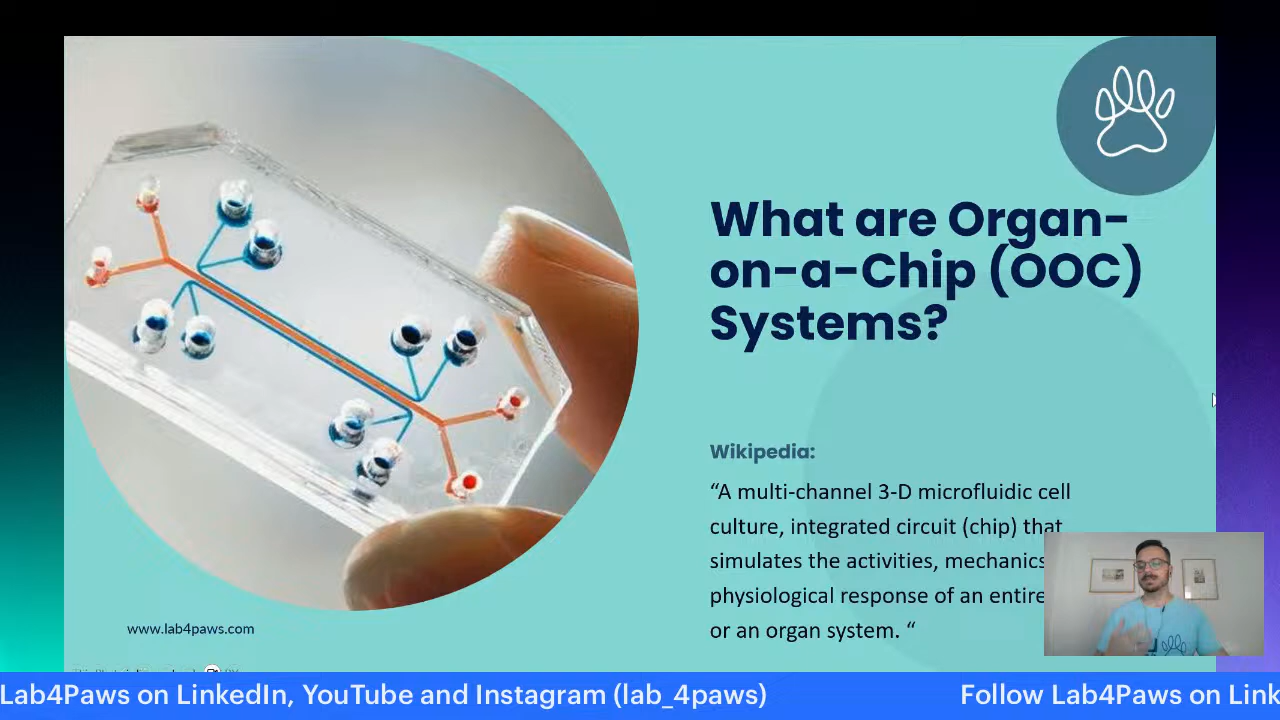 What are Organ-
on-a-Chip (OOC)
Systems?
Wikipedia:
“A multi-channel 3-D microfluidic cell
culture, integrated circuit (chip) that
simulates the activities, mechanics
physiological response of an entire
or an organ system. “
www.lab4paws.com
Lab4Paws on LinkedIn, YouTube and Instagram (lab_4paws) Follow Lab4Paws on Link